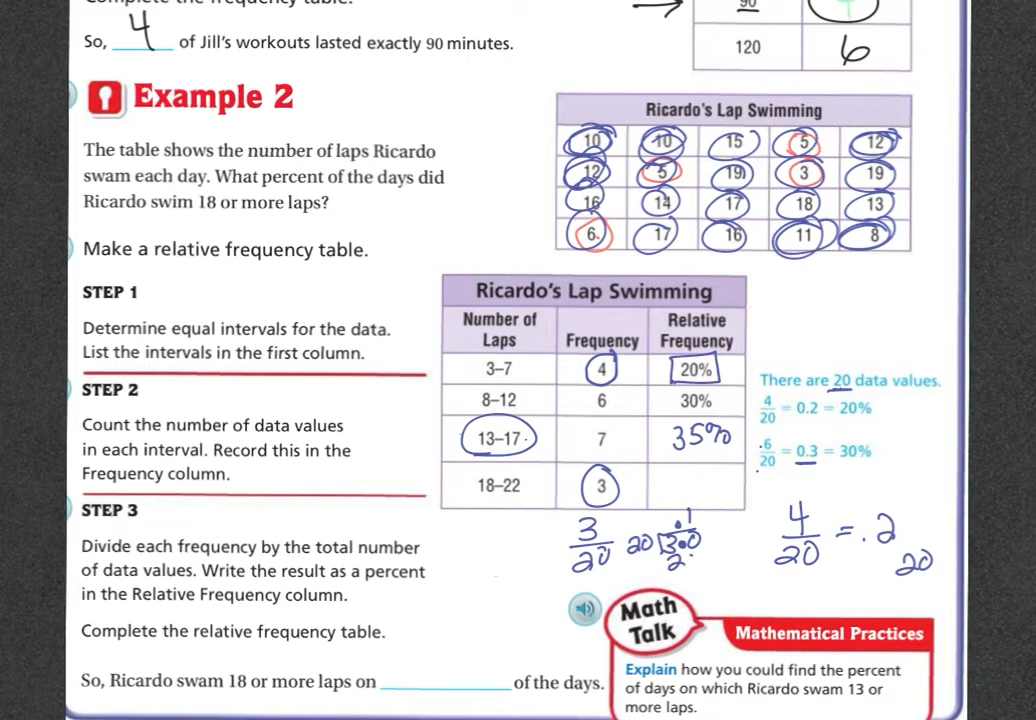 So, 4 of Jill's workouts lasted exactly 90 minutes.
90
120 6
Example 2
The table shows the number of laps Ricardo
swam each day. What percent of the days did
Ricardo swim 18 or more laps?
Make a relative frequency table.
Ricardo's Lap Swimming
10 10 15 5 12
12 5 19 3 19
16 14 17 18 13
6 17 16 11 8
STEP 1
Determine equal intervals for the data.
List the intervals in the first column.
STEP 2
Count the number of data values
in each interval. Record this in the
Frequency column.
STEP 3
Divide each frequency by the total number
of data values. Write the result as a percent
in the Relative Frequency column.
Complete the relative frequency table.
So, Ricardo swam 18 or more laps on of the days.
Ricardo's Lap Swimming
Number of Laps Frequency Relative Frequency
3–7 4 20%
8–12 6 30%
13–17 7 35%
18–22 3
There are 20 data values.
4/20 = 0.2 = 20%
6/20 = 0.3 = 30%
3/20 20 3.0 .1
2
4/20 = .2
20
Math
Talk
Mathematical Practices
Explain how you could find the percent
of days on which Ricardo swam 13 or
more laps.